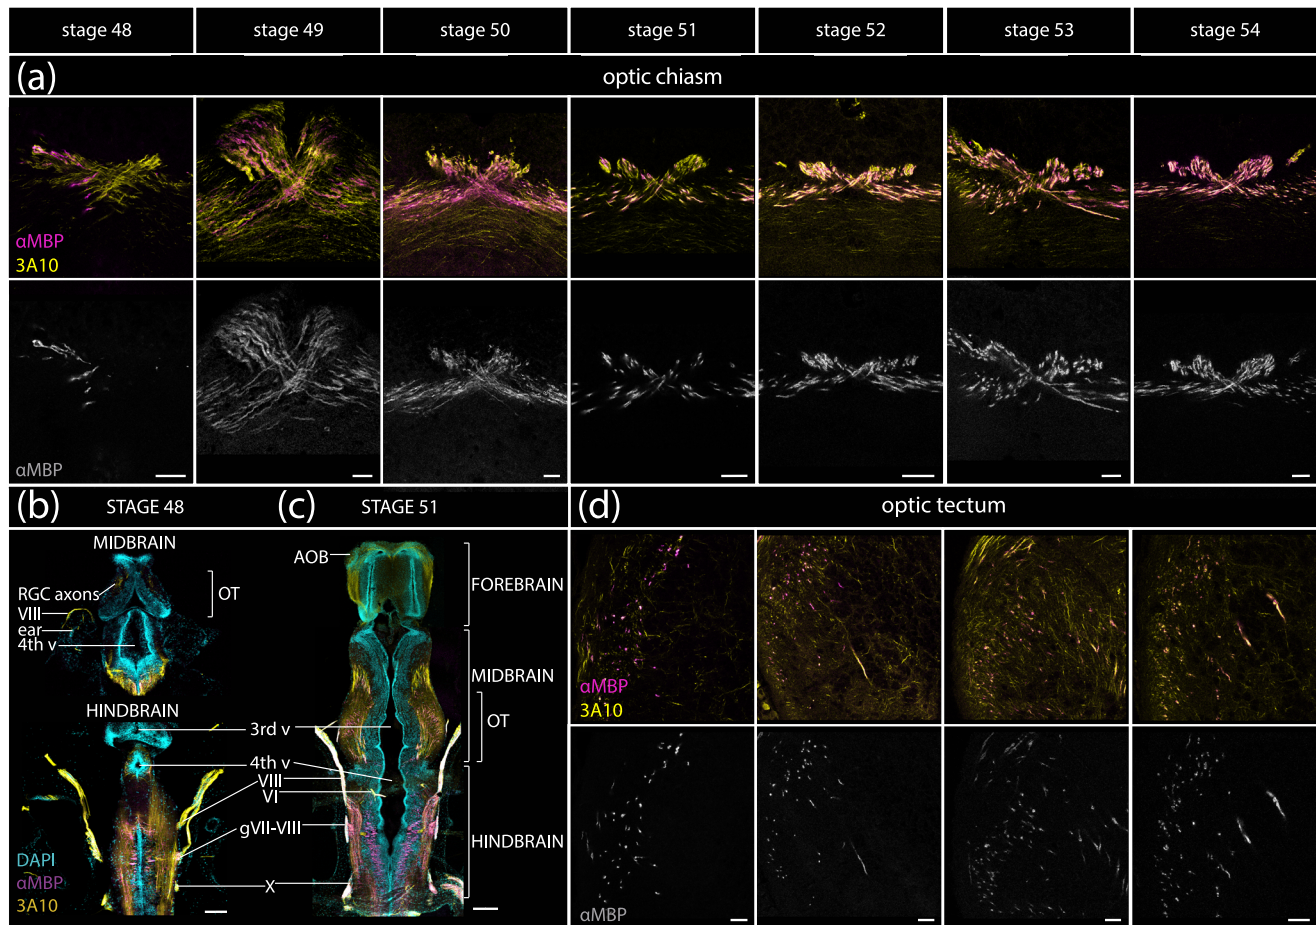 stage 48
stage 49
stage 50
stage 51
stage 52
stage 53
stage 54
(a)
optic chiasm
αMBP
3A10
αMBP
(b)
STAGE 48
MIDBRAIN
RGC axons
OT
VIII
ear
4th v
HINDBRAIN
DAPI
αMBP
3A10
(c)
STAGE 51
AOB
FOREBRAIN
MIDBRAIN
OT
3rd v
4th v
VIII
VI
gVII-VIII
HINDBRAIN
X
(d)
optic tectum
αMBP
3A10
αMBP